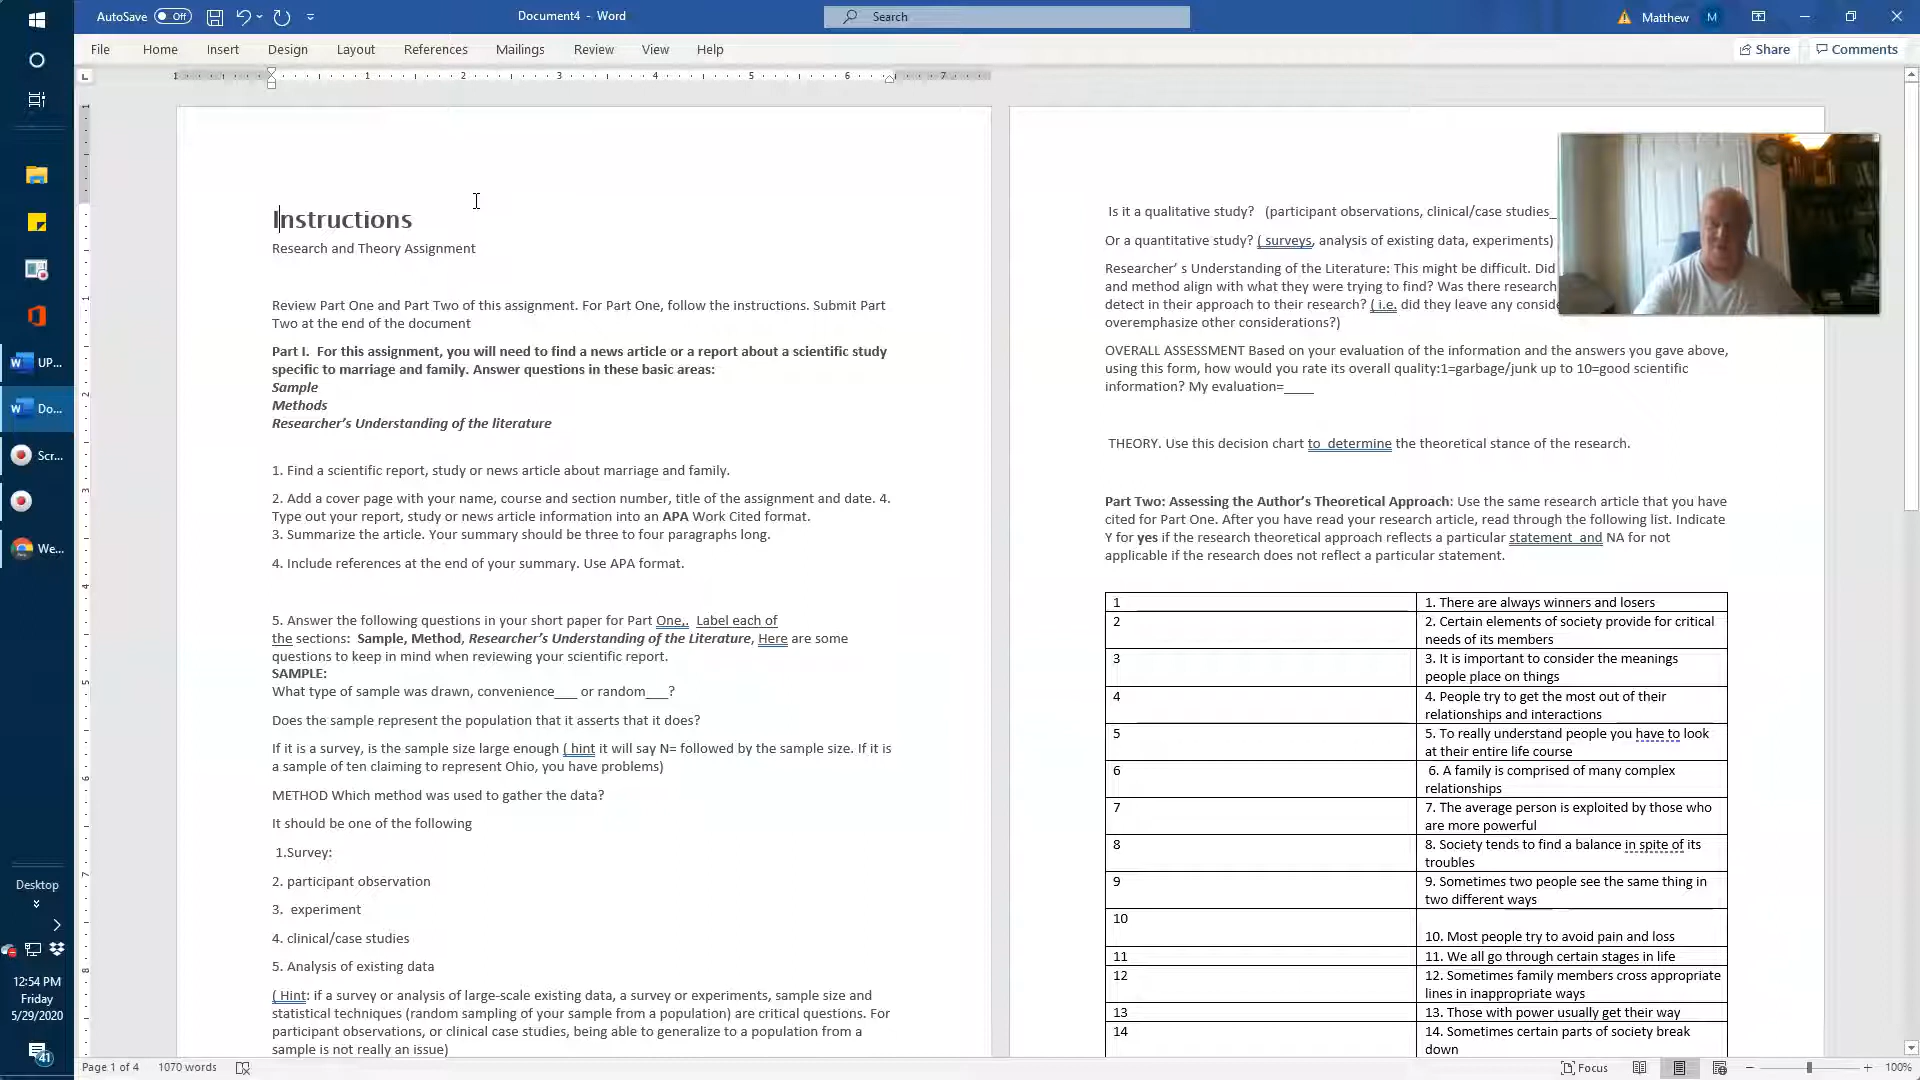 AutoSave Off Document4 - Word Search Matthew M
File Home Insert Design Layout References Mailings Review View Help Share Comments
1 1 2 3 4 5 6 7
Instructions
Research and Theory Assignment
Review Part One and Part Two of this assignment. For Part One, follow the instructions. Submit Part
Two at the end of the document
Part I.  For this assignment, you will need to find a news article or a report about a scientific study
specific to marriage and family. Answer questions in these basic areas:
Sample
Methods
Researcher’s Understanding of the literature
1. Find a scientific report, study or news article about marriage and family.
2. Add a cover page with your name, course and section number, title of the assignment and date. 4.
Type out your report, study or news article information into an APA Work Cited format.
3. Summarize the article. Your summary should be three to four paragraphs long.
4. Include references at the end of your summary. Use APA format.
5. Answer the following questions in your short paper for Part One,.  Label each of
the sections:  Sample, Method, Researcher’s Understanding of the Literature, Here are some
questions to keep in mind when reviewing your scientific report.
SAMPLE:
What type of sample was drawn, convenience___ or random___?
Does the sample represent the population that it asserts that it does?
If it is a survey, is the sample size large enough ( hint it will say N= followed by the sample size. If it is
a sample of ten claiming to represent Ohio, you have problems)
METHOD Which method was used to gather the data?
It should be one of the following
1.Survey:
2. participant observation
3.  experiment
4. clinical/case studies
5. Analysis of existing data
( Hint: if a survey or analysis of large-scale existing data, a survey or experiments, sample size and
statistical techniques (random sampling of your sample from a population) are critical questions. For
participant observations, or clinical case studies, being able to generalize to a population from a
sample is not really an issue)
Is it a qualitative study?   (participant observations, clinical/case studies_
Or a quantitative study? ( surveys, analysis of existing data, experiments)
Researcher’ s Understanding of the Literature: This might be difficult. Did
and method align with what they were trying to find? Was there research
detect in their approach to their research? ( i.e. did they leave any consid
overemphasize other considerations?)
OVERALL ASSESSMENT Based on your evaluation of the information and the answers you gave above,
using this form, how would you rate its overall quality:1=garbage/junk up to 10=good scientific
information? My evaluation=____
THEORY. Use this decision chart to  determine the theoretical stance of the research.
Part Two: Assessing the Author’s Theoretical Approach: Use the same research article that you have
cited for Part One. After you have read your research article, read through the following list. Indicate
Y for yes if the research theoretical approach reflects a particular statement  and NA for not
applicable if the research does not reflect a particular statement.
1 1. There are always winners and losers
2 2. Certain elements of society provide for critical
needs of its members
3 3. It is important to consider the meanings
people place on things
4 4. People try to get the most out of their
relationships and interactions
5 5. To really understand people you have to look
at their entire life course
6 6. A family is comprised of many complex
relationships
7 7. The average person is exploited by those who
are more powerful
8 8. Society tends to find a balance in spite of its
troubles
9 9. Sometimes two people see the same thing in
two different ways
10
10. Most people try to avoid pain and loss
11 11. We all go through certain stages in life
12 12. Sometimes family members cross appropriate
lines in inappropriate ways
13 13. Those with power usually get their way
14 14. Sometimes certain parts of society break
down
UP...
Do...
Scr...
We...
Desktop
12:54 PM
Friday
5/29/2020
41
Page 1 of 4 1070 words Focus 100%